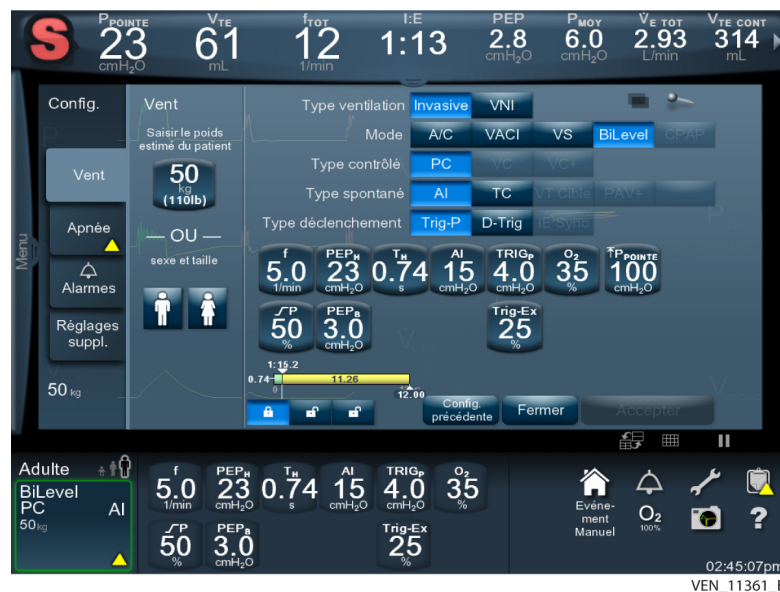 S
PPOINTE VTE fTOT I:E PEP PMOY V̇E TOT VTE CONT
23 61 12 1:13 2.8 6.0 2.93 314
cmH2O mL 1/min cmH2O cmH2O L/min mL
Menu
Config.
Vent
Apnée
Alarmes
Réglages
suppl.
50 kg
Vent
Saisir le poids
estimé du patient
50
kg
(110lb)
OU
sexe et taille
Type ventilation Invasive VNI
Mode A/C VACI VS BiLevel CPAP
Type contrôlé PC VC VC+
Type spontané AI TC VT Cible PAV+
Type déclenchement Trig-P D-Trig IE Sync
f PEPH TH AI TRIGP O2 PPOINTE
5.0 23 0.74 15 4.0 35 100
1/min cmH2O s cmH2O cmH2O % cmH2O
P PEPB Trig-Ex
50 3.0 25
% cmH2O %
1:15.2
0.74 11.26
0 12.00
Config.
précédente
Fermer
Accepter
Adulte
BiLevel
PC AI
50kg
f PEPH TH AI TRIGP O2
5.0 23 0.74 15 4.0 35
1/min cmH2O s cmH2O cmH2O %
P PEPB Trig-Ex
50 3.0 25
% cmH2O %
Evéne-
ment
Manuel
O2
100%
?
02:45:07pm
VEN_11361_